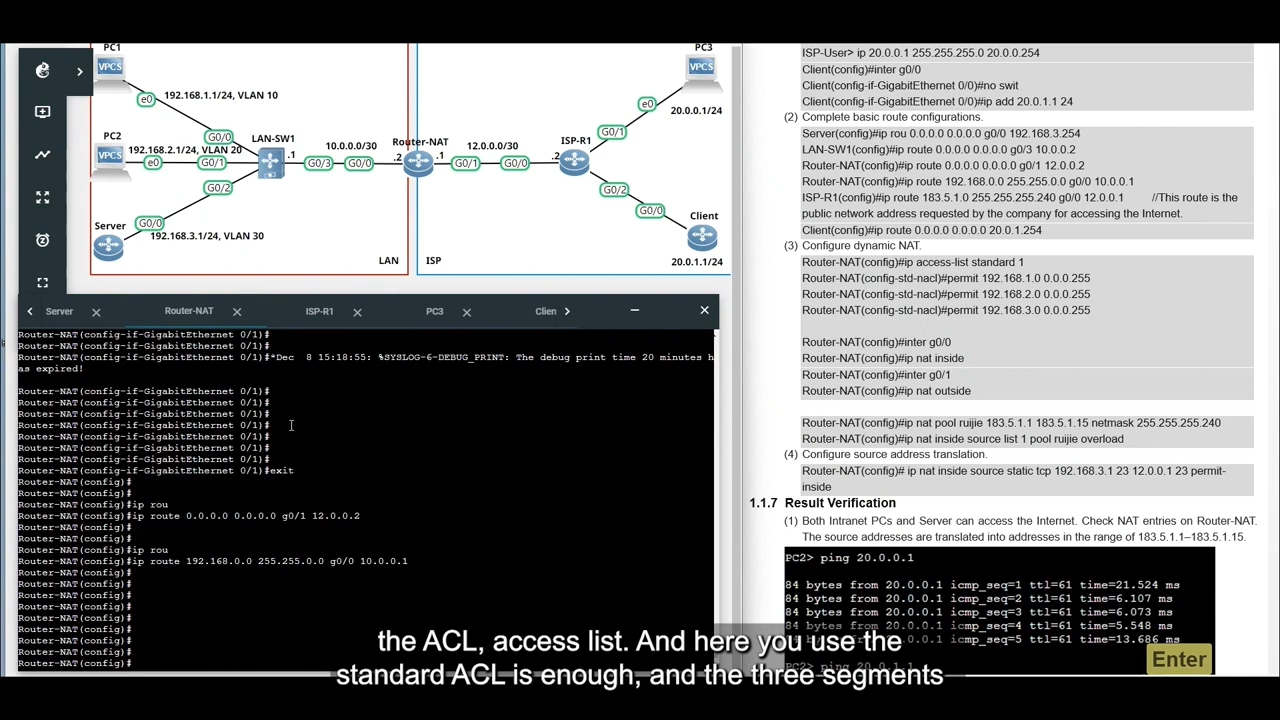 PC1
VPCS
e0
192.168.1.1/24, VLAN 10
G0/0
PC2
VPCS
192.168.2.1/24, VLAN 20
e0
G0/1
LAN-SW1
.1
G0/2
Server
G0/0
192.168.3.1/24, VLAN 30
10.0.0.0/30
G0/3
G0/0
.2
Router-NAT
.1
LAN
ISP
12.0.0.0/30
G0/1
G0/0
.2
ISP-R1
G0/1
e0
PC3
VPCS
20.0.0.1/24
G0/2
G0/0
Client
20.0.1.1/24
Server
Router-NAT
ISP-R1
PC3
Clien
Router-NAT(config-if-GigabitEthernet 0/1)#
Router-NAT(config-if-GigabitEthernet 0/1)#
Router-NAT(config-if-GigabitEthernet 0/1)#*Dec  8 15:18:55: %SYSLOG-6-DEBUG_PRINT: The debug print time 20 minutes h
as expired!
Router-NAT(config-if-GigabitEthernet 0/1)#
Router-NAT(config-if-GigabitEthernet 0/1)#
Router-NAT(config-if-GigabitEthernet 0/1)#
Router-NAT(config-if-GigabitEthernet 0/1)#
Router-NAT(config-if-GigabitEthernet 0/1)#
Router-NAT(config-if-GigabitEthernet 0/1)#
Router-NAT(config-if-GigabitEthernet 0/1)#
Router-NAT(config-if-GigabitEthernet 0/1)#exit
Router-NAT(config)#
Router-NAT(config)#
Router-NAT(config)#ip rou
Router-NAT(config)#ip route 0.0.0.0 0.0.0.0 g0/1 12.0.0.2
Router-NAT(config)#
Router-NAT(config)#
Router-NAT(config)#ip rou
Router-NAT(config)#ip route 192.168.0.0 255.255.0.0 g0/0 10.0.0.1
Router-NAT(config)#
Router-NAT(config)#
Router-NAT(config)#
Router-NAT(config)#
Router-NAT(config)#
Router-NAT(config)#
Router-NAT(config)#
Router-NAT(config)#
Router-NAT(config)#
ISP-User> ip 20.0.0.1 255.255.255.0 20.0.0.254
Client(config)#inter g0/0
Client(config-if-GigabitEthernet 0/0)#no swit
Client(config-if-GigabitEthernet 0/0)#ip add 20.0.1.1 24
(2) Complete basic route configurations.
Server(config)#ip rou 0.0.0.0 0.0.0.0 g0/0 192.168.3.254
LAN-SW1(config)#ip route 0.0.0.0 0.0.0.0 g0/3 10.0.0.2
Router-NAT(config)#ip route 0.0.0.0 0.0.0.0 g0/1 12.0.0.2
Router-NAT(config)#ip route 192.168.0.0 255.255.0.0 g0/0 10.0.0.1
ISP-R1(config)#ip route 183.5.1.0 255.255.255.240 g0/0 12.0.0.1 //This route is the
public network address requested by the company for accessing the Internet.
Client(config)#ip route 0.0.0.0 0.0.0.0 20.0.1.254
(3) Configure dynamic NAT.
Router-NAT(config)#ip access-list standard 1
Router-NAT(config-std-nacl)#permit 192.168.1.0 0.0.0.255
Router-NAT(config-std-nacl)#permit 192.168.2.0 0.0.0.255
Router-NAT(config-std-nacl)#permit 192.168.3.0 0.0.0.255
Router-NAT(config)#inter g0/0
Router-NAT(config)#ip nat inside
Router-NAT(config)#inter g0/1
Router-NAT(config)#ip nat outside
Router-NAT(config)#ip nat pool ruijie 183.5.1.1 183.5.1.15 netmask 255.255.255.240
Router-NAT(config)#ip nat inside source list 1 pool ruijie overload
(4) Configure source address translation.
Router-NAT(config)# ip nat inside source static tcp 192.168.3.1 23 12.0.0.1 23 permit-
inside
1.1.7 Result Verification
(1) Both Intranet PCs and Server can access the Internet. Check NAT entries on Router-NAT.
The source addresses are translated into addresses in the range of 183.5.1.1–183.5.1.15.
PC2> ping 20.0.0.1
84 bytes from 20.0.0.1 icmp_seq=1 ttl=61 time=21.524 ms
84 bytes from 20.0.0.1 icmp_seq=2 ttl=61 time=6.107 ms
84 bytes from 20.0.0.1 icmp_seq=3 ttl=61 time=6.073 ms
84 bytes from 20.0.0.1 icmp_seq=4 ttl=61 time=5.548 ms
84 bytes from 20.0.0.1 icmp_seq=5 ttl=61 time=13.686 ms
PC2> ping 20.0.1.1
Enter
the ACL, access list. And here you use the
standard ACL is enough, and the three segments